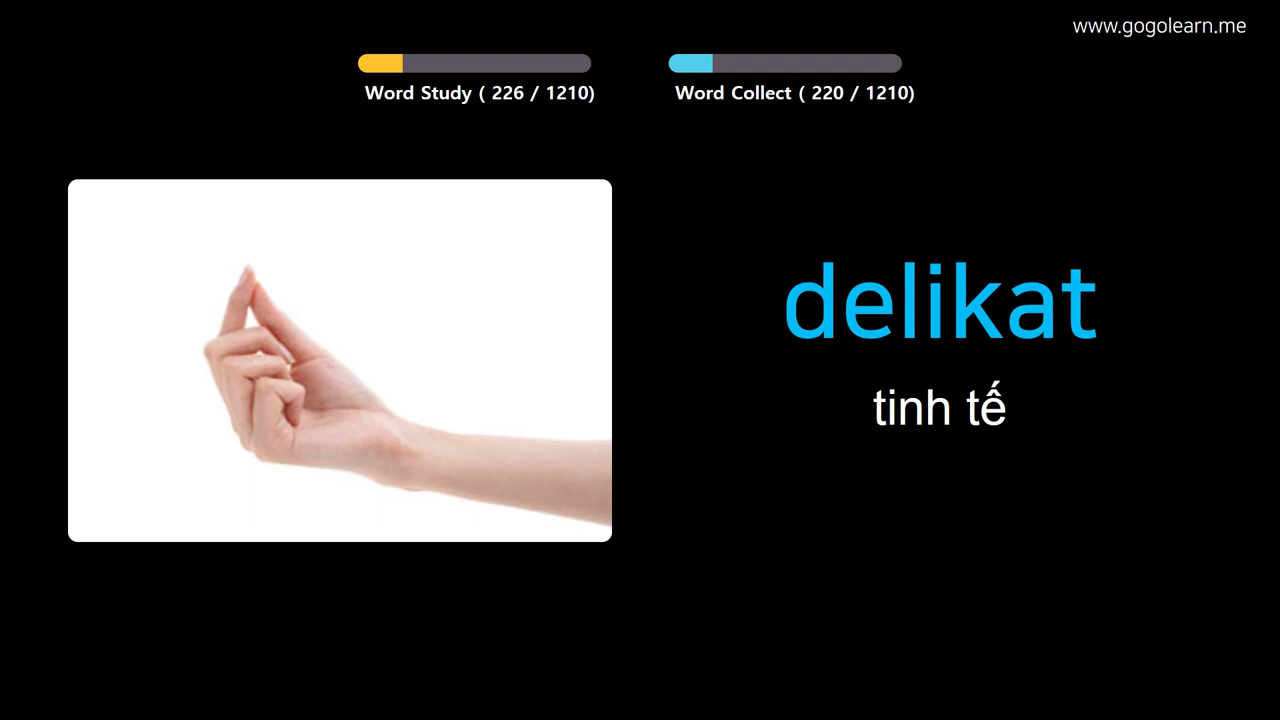 www.gogolearn.me
Word Study ( 226 / 1210)
Word Collect ( 220 / 1210)
delikat
tinh tế